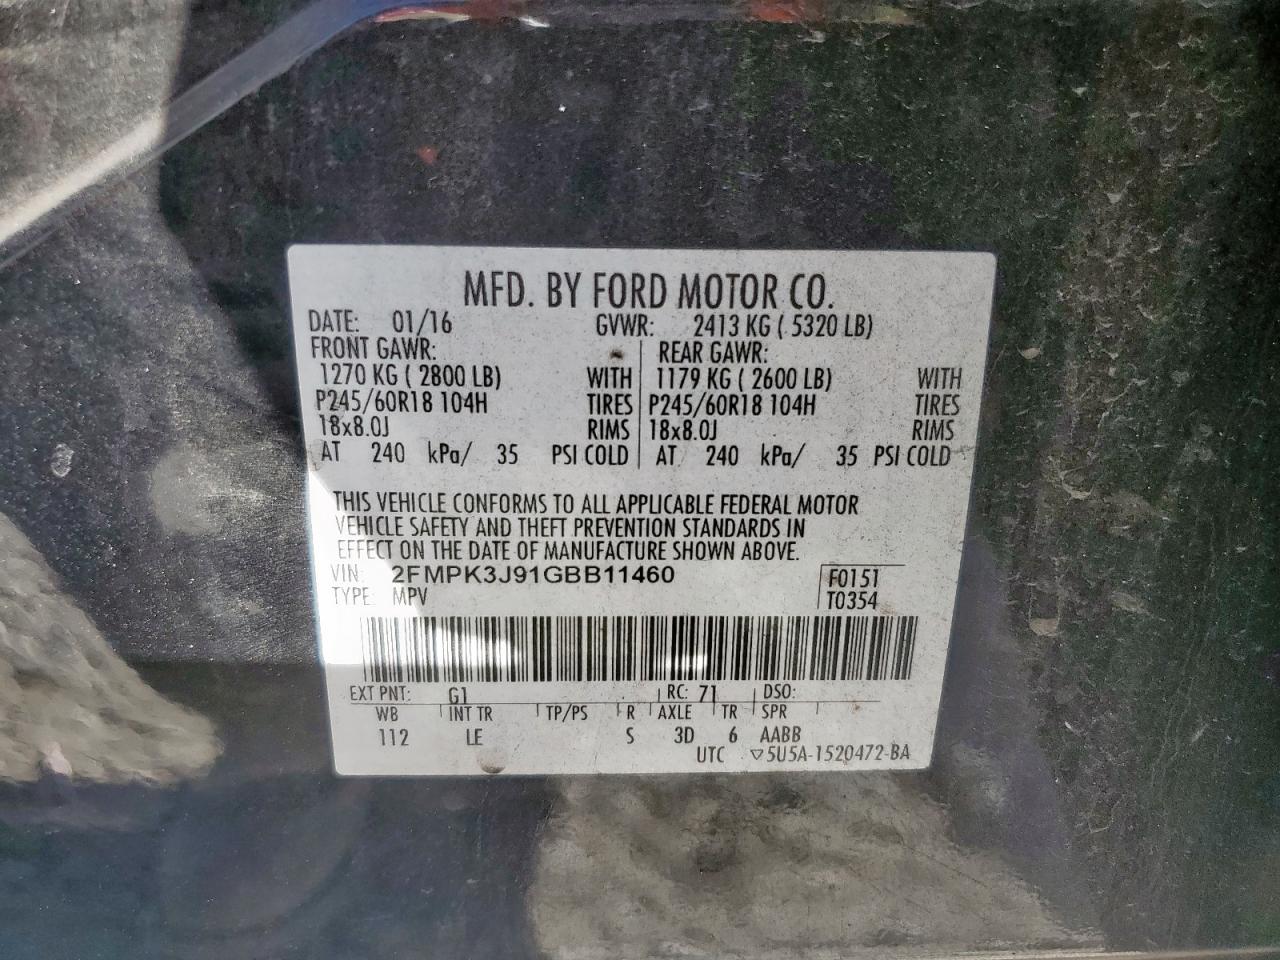 MFD. BY FORD MOTOR CO.
DATE: 01/16 GVWR: 2413 KG ( 5320 LB)
FRONT GAWR: REAR GAWR:
1270 KG ( 2800 LB) WITH 1179 KG ( 2600 LB) WITH
P245/60R18 104H TIRES P245/60R18 104H TIRES
18x8.0J RIMS 18x8.0J RIMS
AT 240 kPa/ 35 PSI COLD AT 240 kPa/ 35 PSI COLD
THIS VEHICLE CONFORMS TO ALL APPLICABLE FEDERAL MOTOR
VEHICLE SAFETY AND THEFT PREVENTION STANDARDS IN
EFFECT ON THE DATE OF MANUFACTURE SHOWN ABOVE.
VIN: 2FMPK3J91GBB11460 F0151
TYPE: MPV T0354
EXT PNT: G1 RC: 71 DSO:
WB INT TR TP/PS R AXLE TR SPR
112 LE S 3D 6 AABB
UTC ▽5U5A-1520472-BA